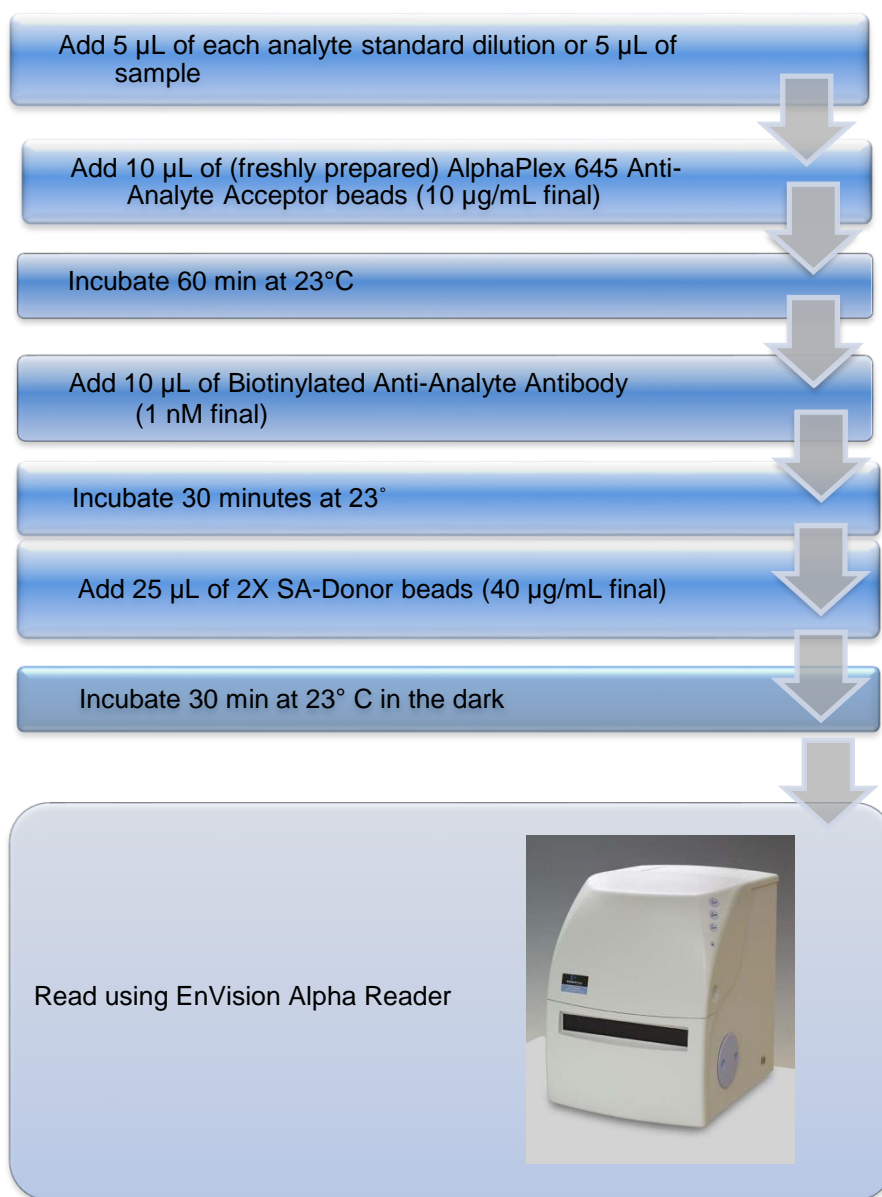 Add 5 µL of each analyte standard dilution or 5 µL of
sample
Add 10 µL of (freshly prepared) AlphaPlex 645 Anti-
Analyte Acceptor beads (10 µg/mL final)
Incubate 60 min at 23°C
Add 10 µL of Biotinylated Anti-Analyte Antibody
(1 nM final)
Incubate 30 minutes at 23°
Add 25 µL of 2X SA-Donor beads (40 µg/mL final)
Incubate 30 min at 23° C in the dark
Read using EnVision Alpha Reader